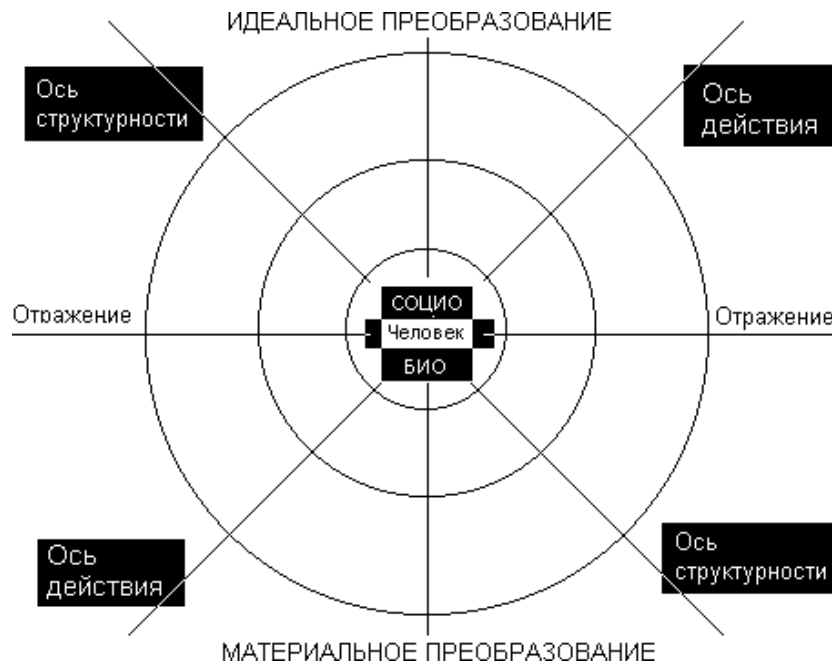 ИДЕАЛЬНОЕ ПРЕОБРАЗОВАНИЕ
Ось
структурности
Ось
действия
Отражение
СОЦИО
Человек
БИО
Отражение
Ось
действия
Ось
структурности
МАТЕРИАЛЬНОЕ ПРЕОБРАЗОВАНИЕ